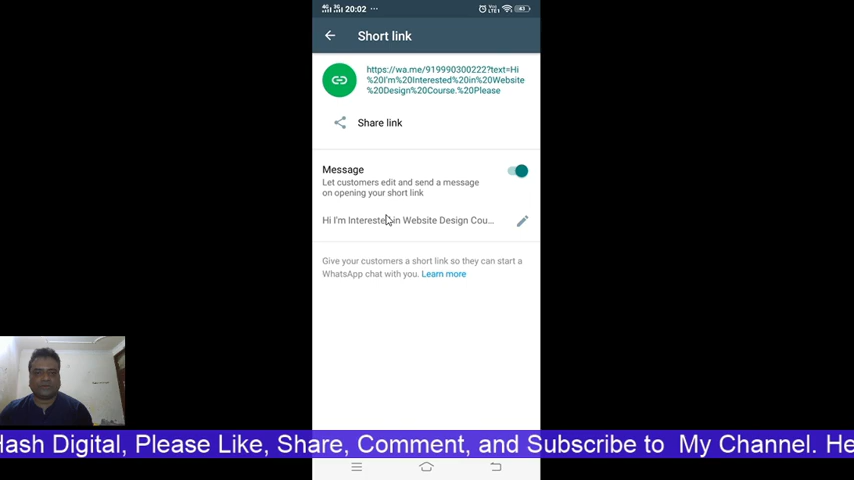 20:02 ...
Short link
https://wa.me/919990300222?text=Hi
%20I'm%20Interested%20in%20Website
%20Design%20Course.%20Please
Share link
Message
Let customers edit and send a message
on opening your short link
Hi I'm Interested in Website Design Cou...
Give your customers a short link so they can start a
WhatsApp chat with you. Learn more
Hash Digital, Please Like, Share, Comment, and Subscribe to My Channel. He